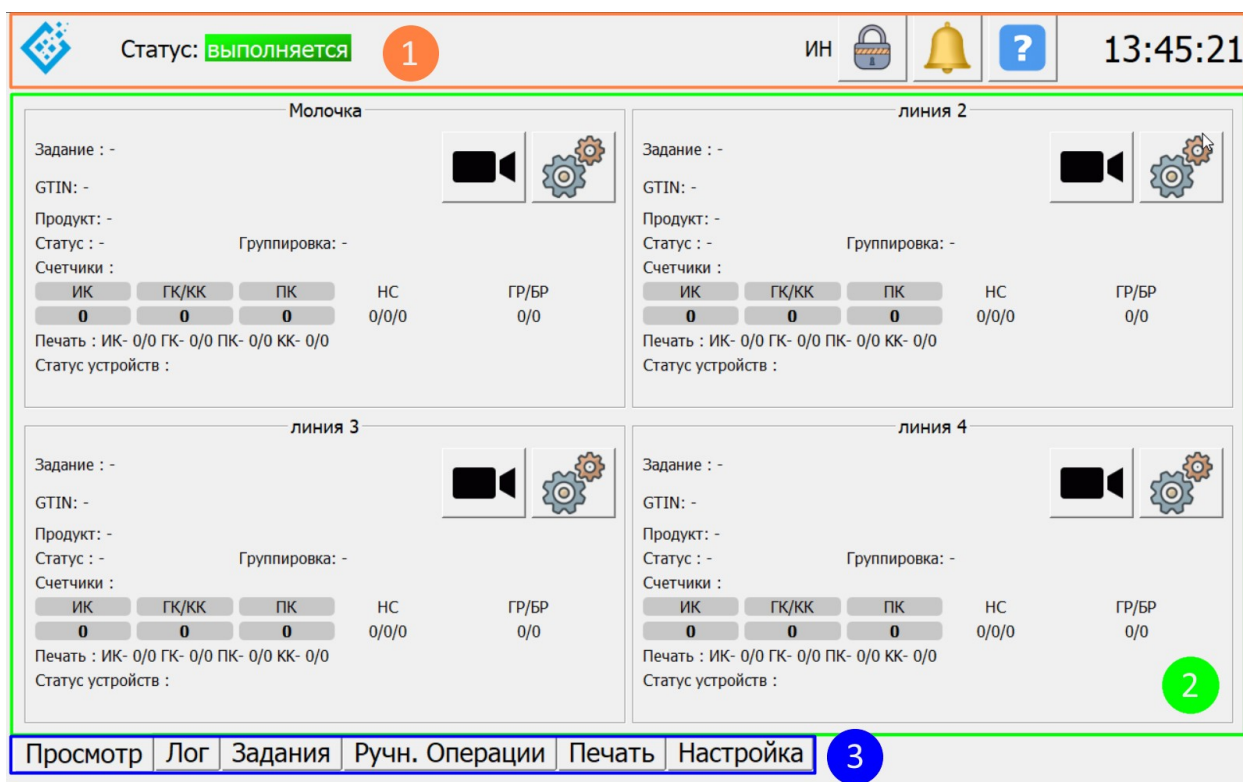 Статус: выполняется 1 ИН ? 13:45:21
Молочка
Задание : -
GTIN: -
Продукт: -
Статус : - Группировка: -
Счетчики :
ИК ГК/КК ПК НС ГР/БР
0 0 0 0/0/0 0/0
Печать : ИК- 0/0 ГК- 0/0 ПК- 0/0 КК- 0/0
Статус устройств :
линия 2
Задание : -
GTIN: -
Продукт: -
Статус : - Группировка: -
Счетчики :
ИК ГК/КК ПК НС ГР/БР
0 0 0 0/0/0 0/0
Печать : ИК- 0/0 ГК- 0/0 ПК- 0/0 КК- 0/0
Статус устройств :
линия 3
Задание : -
GTIN: -
Продукт: -
Статус : - Группировка: -
Счетчики :
ИК ГК/КК ПК НС ГР/БР
0 0 0 0/0/0 0/0
Печать : ИК- 0/0 ГК- 0/0 ПК- 0/0 КК- 0/0
Статус устройств :
линия 4
Задание : -
GTIN: -
Продукт: -
Статус : - Группировка: -
Счетчики :
ИК ГК/КК ПК НС ГР/БР
0 0 0 0/0/0 0/0
Печать : ИК- 0/0 ГК- 0/0 ПК- 0/0 КК- 0/0
Статус устройств :
2
Просмотр Лог Задания Ручн. Операции Печать Настройка 3